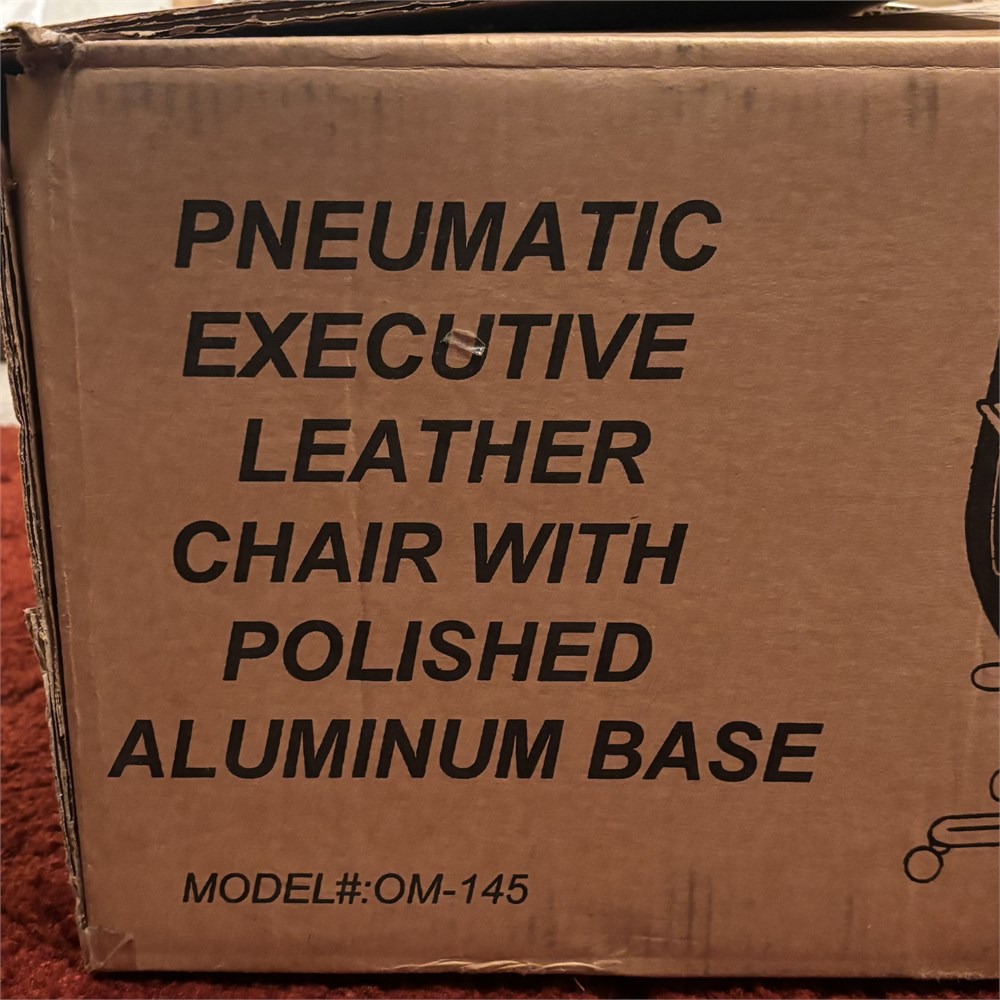 PNEUMATIC
EXECUTIVE
LEATHER
CHAIR WITH
POLISHED
ALUMINUM BASE
MODEL#:OM-145